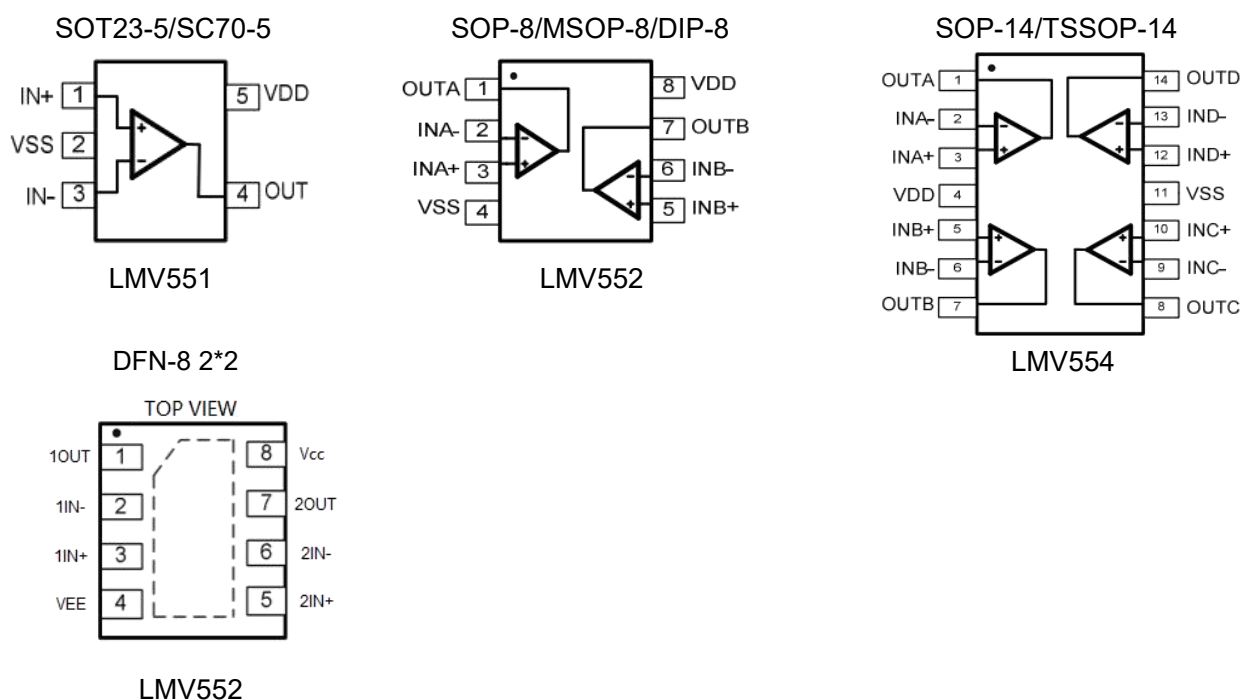 SOT23-5/SC70-5
IN+ 1
5 VDD
VSS 2
IN- 3
4 OUT
+
-
LMV551
SOP-8/MSOP-8/DIP-8
OUTA 1
8 VDD
INA- 2
7 OUTB
INA+ 3
6 INB-
VSS 4
5 INB+
-
+
-
+
LMV552
SOP-14/TSSOP-14
OUTA 1
14 OUTD
INA- 2
13 IND-
INA+ 3
12 IND+
VDD 4
11 VSS
INB+ 5
10 INC+
INB- 6
9 INC-
OUTB 7
8 OUTC
-
+
-
+
+
-
+
-
LMV554
DFN-8 2*2
TOP VIEW
1OUT 1
8 Vcc
1IN- 2
7 2OUT
1IN+ 3
6 2IN-
VEE 4
5 2IN+
LMV552